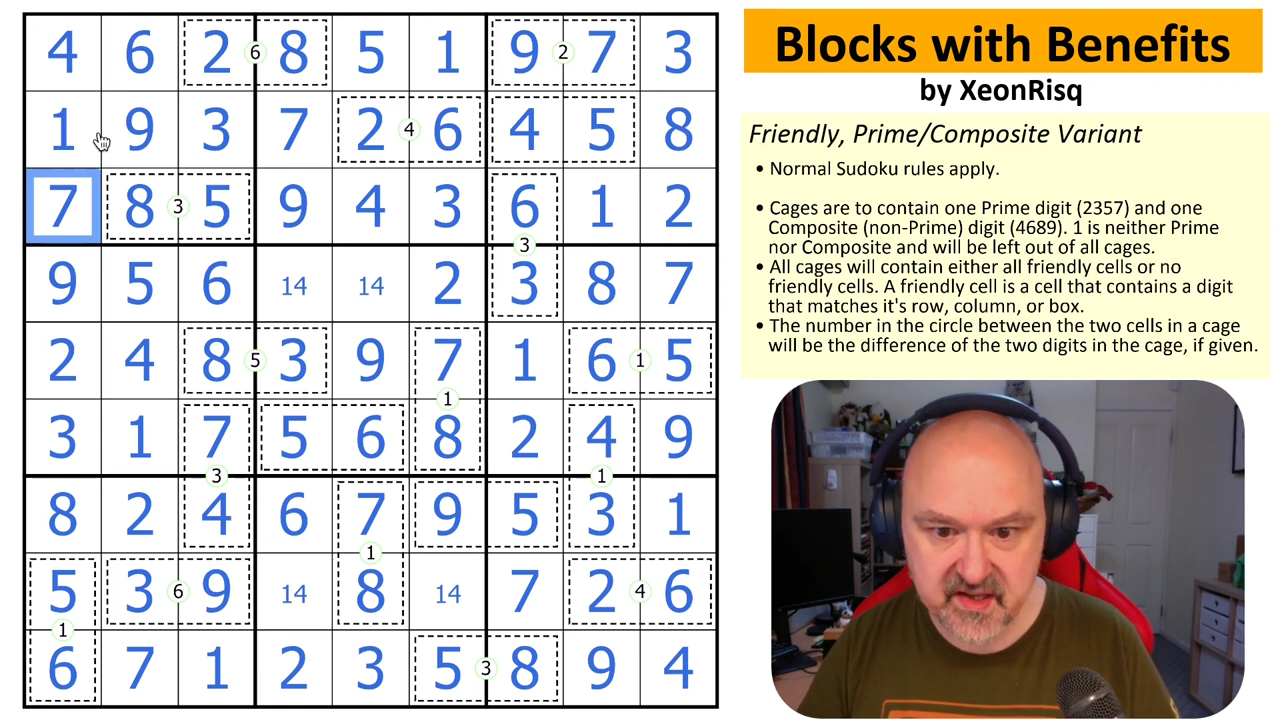 Blocks with Benefits
by XeonRisq
Friendly, Prime/Composite Variant
• Normal Sudoku rules apply.
• Cages are to contain one Prime digit (2357) and one
Composite (non-Prime) digit (4689). 1 is neither Prime
nor Composite and will be left out of all cages.
• All cages will contain either all friendly cells or no
friendly cells. A friendly cell is a cell that contains a digit
that matches it's row, column, or box.
• The number in the circle between the two cells in a cage
will be the difference of the two digits in the cage, if given.
4 6 2 6 8 5 1 9 2 7 3
1 9 3 7 2 4 6 4 5 8
7 8 3 5 9 4 3 6 1 2
3
9 5 6 14 14 2 3 8 7
2 4 8 5 3 9 7 1 6 1 5
1
3 1 7 5 6 8 2 4 9
3 1
8 2 4 6 7 9 5 3 1
1
5 3 6 9 14 8 14 7 2 4 6
1
6 7 1 2 3 5 3 8 9 4